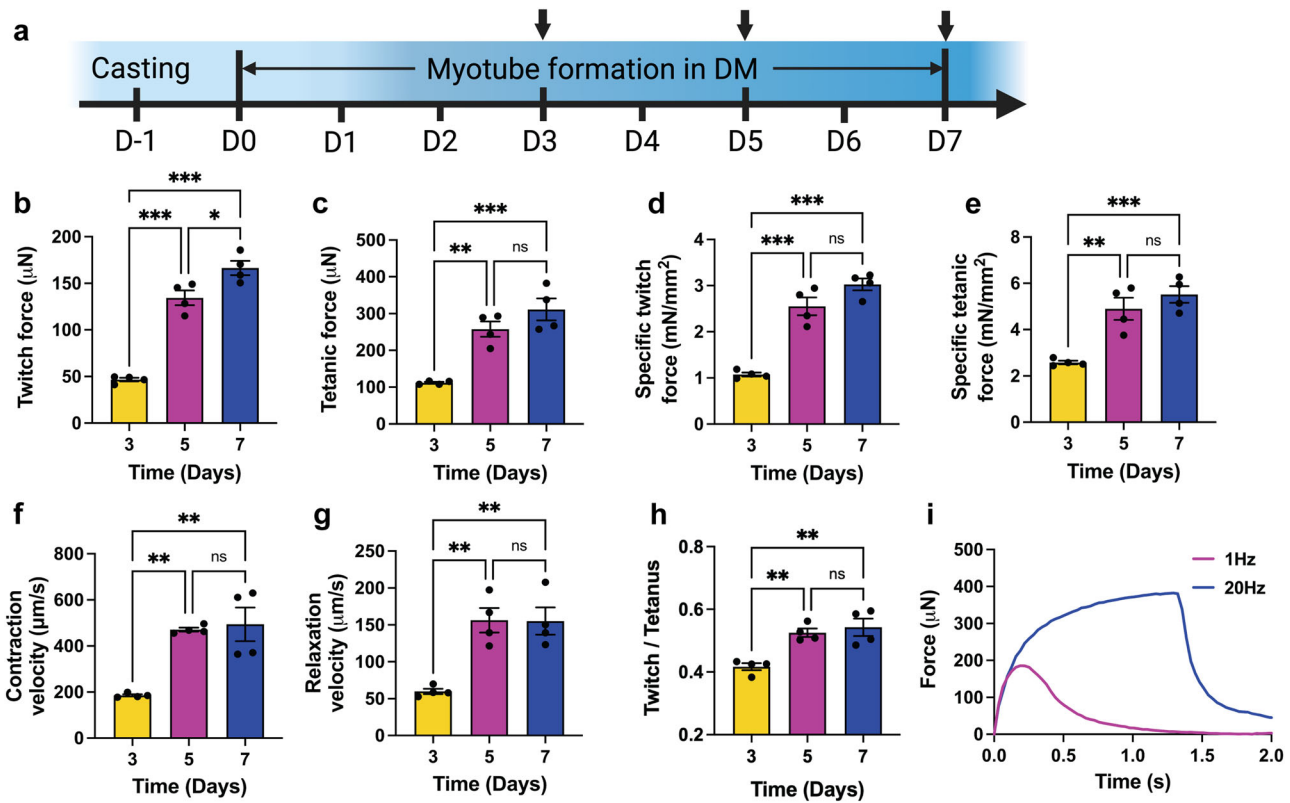 a
Casting
Myotube formation in DM
D-1 D0 D1 D2 D3 D4 D5 D6 D7
b
Twitch force (µN)
200
150
100
50
0
***
***
*
3 5 7
Time (Days)
c
Tetanic force (µN)
500
400
300
200
100
0
***
**
ns
3 5 7
Time (Days)
d
Specific twitch
force (mN/mm²)
4
3
2
1
0
***
***
ns
3 5 7
Time (Days)
e
Specific tetanic
force (mN/mm²)
8
6
4
2
0
***
**
ns
3 5 7
Time (Days)
f
Contraction
velocity (µm/s)
800
600
400
200
0
**
**
ns
3 5 7
Time (Days)
g
Relaxation
velocity (µm/s)
250
200
150
100
50
0
**
**
ns
3 5 7
Time (Days)
h
Twitch / Tetanus
0.8
0.6
0.4
0.2
**
**
ns
3 5 7
Time (Days)
i
Force (µN)
500
400
300
200
100
0
1Hz
20Hz
0.0 0.5 1.0 1.5 2.0
Time (s)